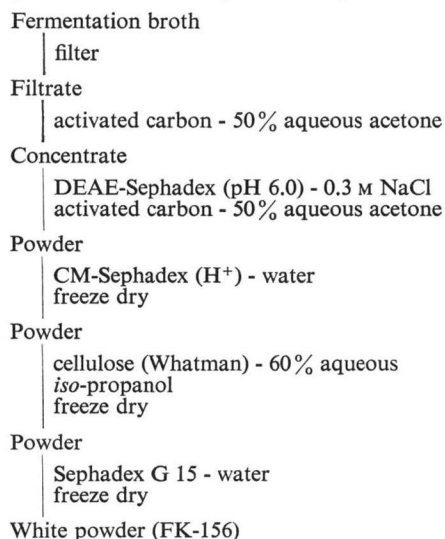 Fermentation broth
filter
Filtrate
activated carbon - 50% aqueous acetone
Concentrate
DEAE-Sephadex (pH 6.0) - 0.3 M NaCl
activated carbon - 50% aqueous acetone
Powder
CM-Sephadex (H+) - water
freeze dry
Powder
cellulose (Whatman) - 60% aqueous
iso-propanol
freeze dry
Powder
Sephadex G 15 - water
freeze dry
White powder (FK-156)